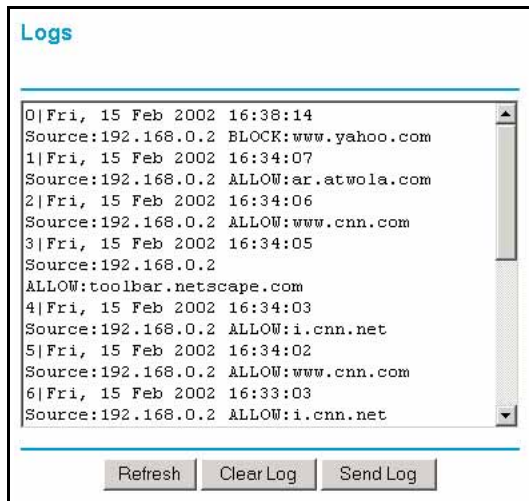 Logs
0|Fri, 15 Feb 2002 16:38:14
Source:192.168.0.2 BLOCK:www.yahoo.com
1|Fri, 15 Feb 2002 16:34:07
Source:192.168.0.2 ALLOW:ar.atwola.com
2|Fri, 15 Feb 2002 16:34:06
Source:192.168.0.2 ALLOW:www.cnn.com
3|Fri, 15 Feb 2002 16:34:05
Source:192.168.0.2
ALLOW:toolbar.netscape.com
4|Fri, 15 Feb 2002 16:34:03
Source:192.168.0.2 ALLOW:i.cnn.net
5|Fri, 15 Feb 2002 16:34:02
Source:192.168.0.2 ALLOW:www.cnn.com
6|Fri, 15 Feb 2002 16:33:03
Source:192.168.0.2 ALLOW:i.cnn.net
Refresh Clear Log Send Log